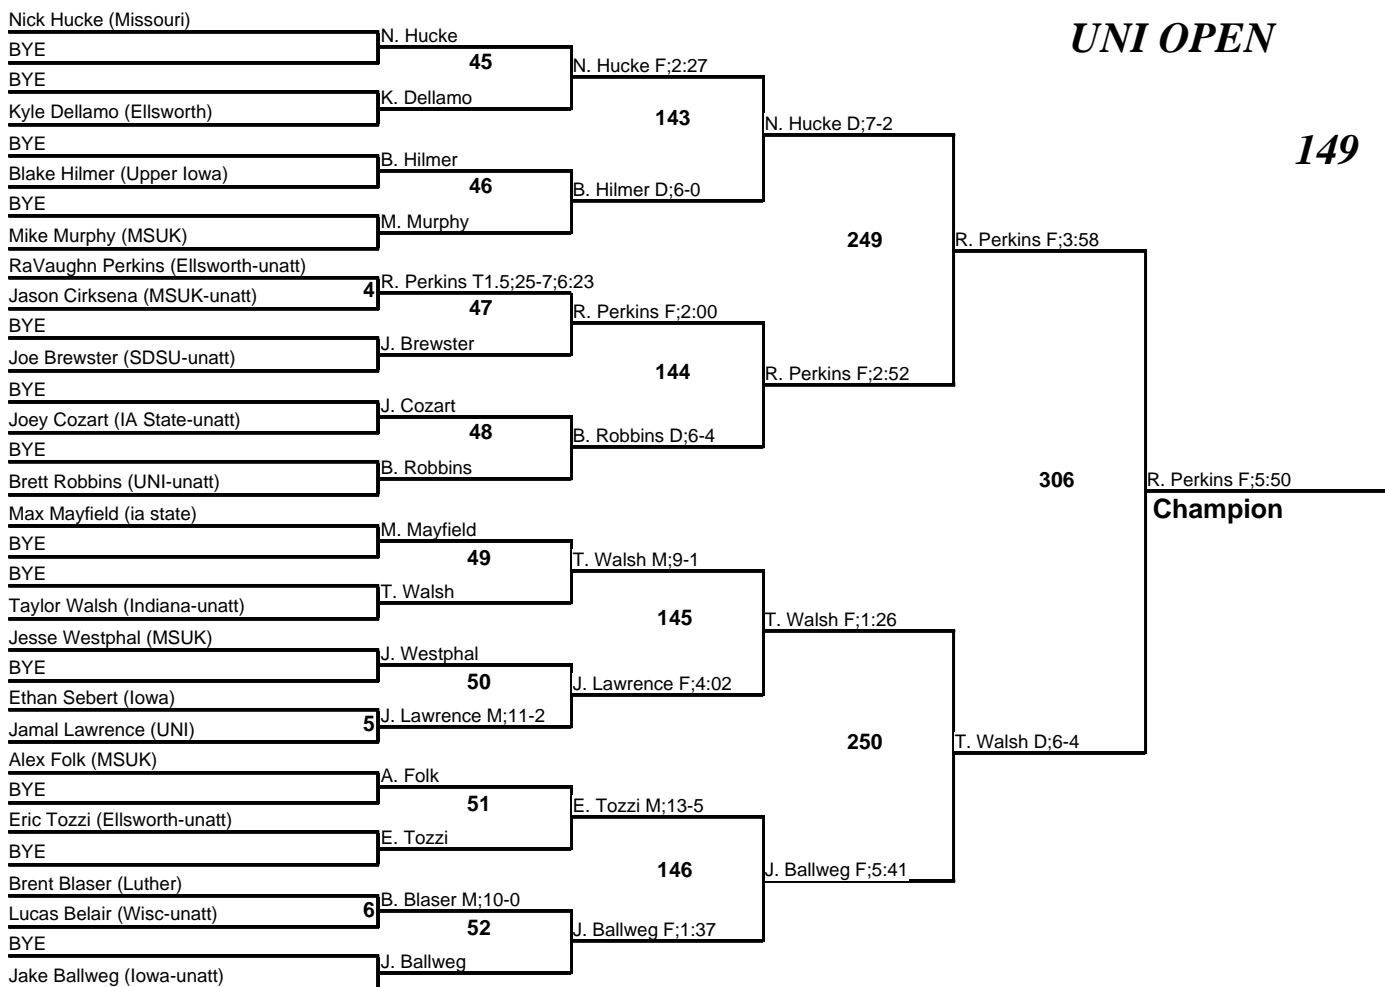 UNI OPEN
149
Nick Hucke (Missouri)
BYE
BYE
Kyle Dellamo (Ellsworth)
BYE
Blake Hilmer (Upper Iowa)
BYE
Mike Murphy (MSUK)
RaVaughn Perkins (Ellsworth-unatt)
Jason Cirksena (MSUK-unatt)
BYE
Joe Brewster (SDSU-unatt)
BYE
Joey Cozart (IA State-unatt)
BYE
Brett Robbins (UNI-unatt)
Max Mayfield (ia state)
BYE
BYE
Taylor Walsh (Indiana-unatt)
Jesse Westphal (MSUK)
BYE
Ethan Sebert (Iowa)
Jamal Lawrence (UNI)
Alex Folk (MSUK)
BYE
Eric Tozzi (Ellsworth-unatt)
BYE
Brent Blaser (Luther)
Lucas Belair (Wisc-unatt)
BYE
Jake Ballweg (Iowa-unatt)
4
5
6
N. Hucke
45
K. Dellamo
B. Hilmer
46
M. Murphy
R. Perkins T1.5;25-7;6:23
47
J. Brewster
J. Cozart
48
B. Robbins
M. Mayfield
49
T. Walsh
J. Westphal
50
J. Lawrence M;11-2
A. Folk
51
E. Tozzi
B. Blaser M;10-0
52
J. Ballweg
N. Hucke F;2:27
143
B. Hilmer D;6-0
R. Perkins F;2:00
144
B. Robbins D;6-4
T. Walsh M;9-1
145
J. Lawrence F;4:02
E. Tozzi M;13-5
146
J. Ballweg F;1:37
N. Hucke D;7-2
249
R. Perkins F;2:52
T. Walsh F;1:26
250
J. Ballweg F;5:41
R. Perkins F;3:58
306
T. Walsh D;6-4
R. Perkins F;5:50
Champion